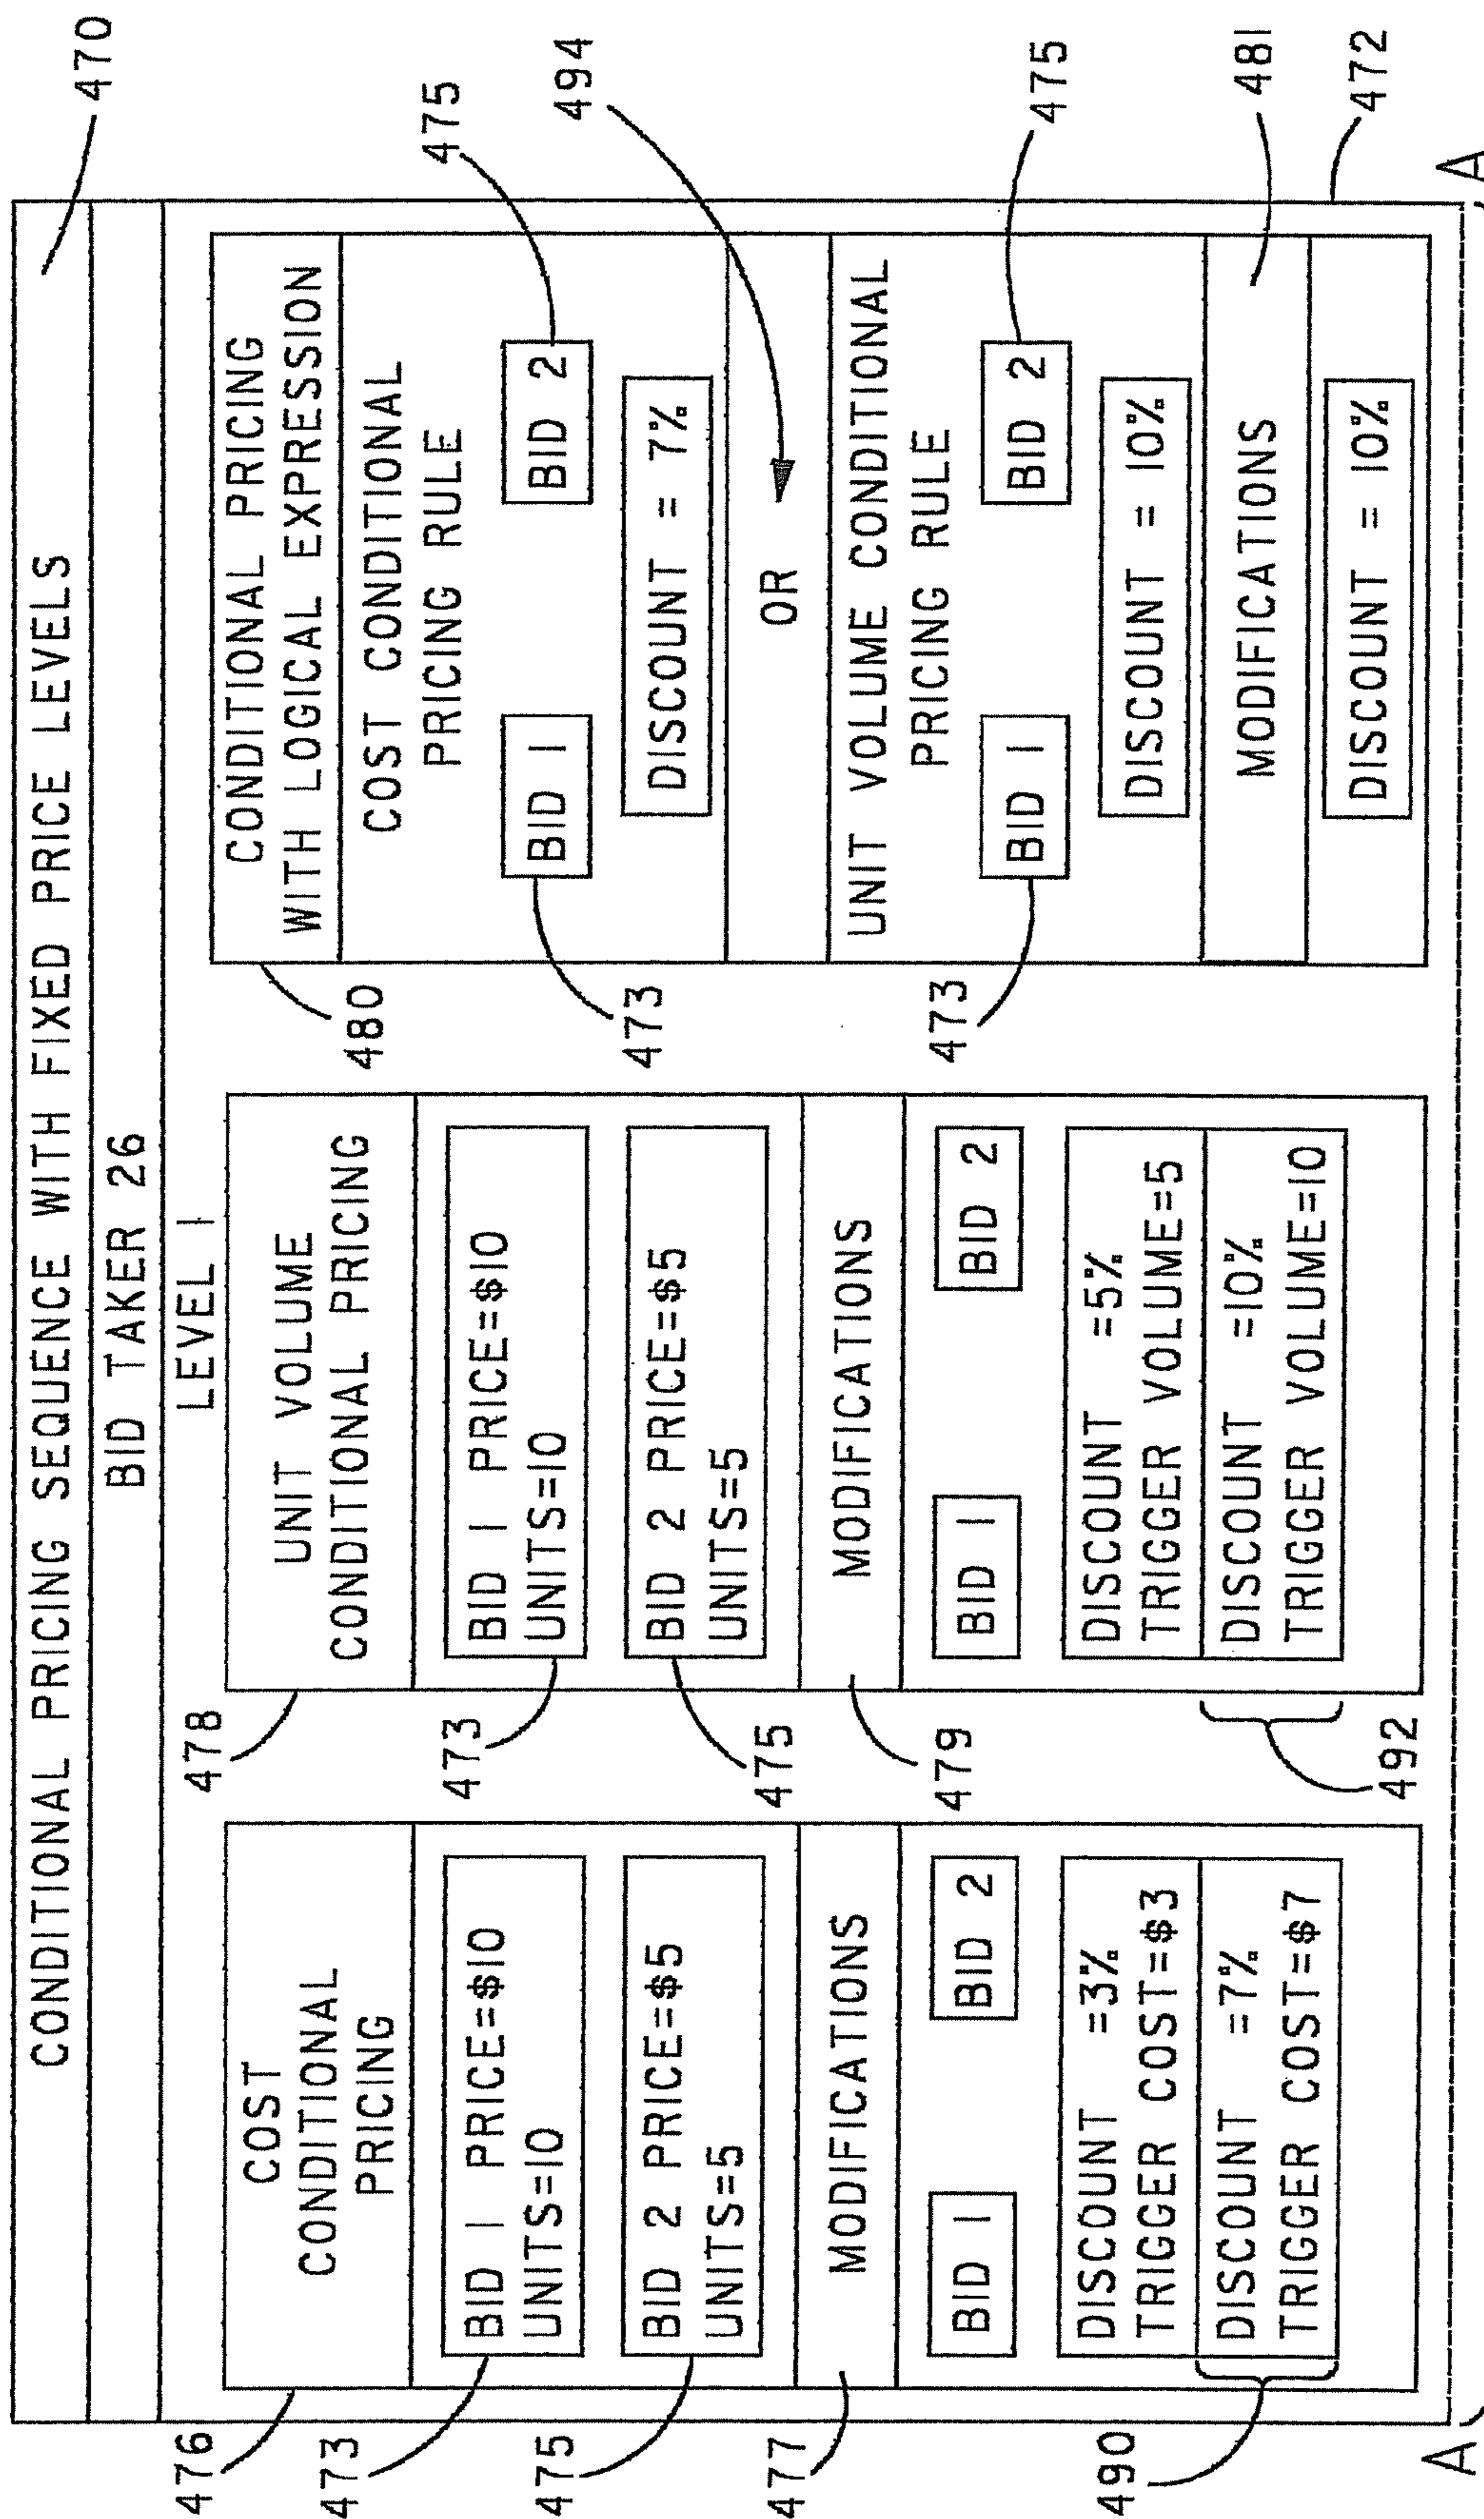 CONDITIONAL PRICING SEQUENCE WITH FIXED PRICE LEVELS
470
BID TAKER 26
LEVEL 1
476
COST
CONDITIONAL
PRICING
473
BID 1 PRICE=$10
UNITS=10
475
BID 2 PRICE=$5
UNITS=5
477
MODIFICATIONS
BID 1
BID 2
DISCOUNT =3%
TRIGGER COST=$3
490
DISCOUNT =7%
TRIGGER COST=$7
478
UNIT VOLUME
CONDITIONAL PRICING
473
BID 1 PRICE=$10
UNITS=10
475
BID 2 PRICE=$5
UNITS=5
479
MODIFICATIONS
BID 1
BID 2
DISCOUNT =5%
TRIGGER VOLUME=5
DISCOUNT =10%
TRIGGER VOLUME=10
492
480
CONDITIONAL PRICING
WITH LOGICAL EXPRESSION
COST CONDITIONAL
PRICING RULE
473
BID 1
BID 2
475
DISCOUNT = 7%
OR
494
UNIT VOLUME CONDITIONAL
PRICING RULE
473
BID 1
BID 2
475
DISCOUNT = 10%
MODIFICATIONS
481
DISCOUNT = 10%
472
A
A